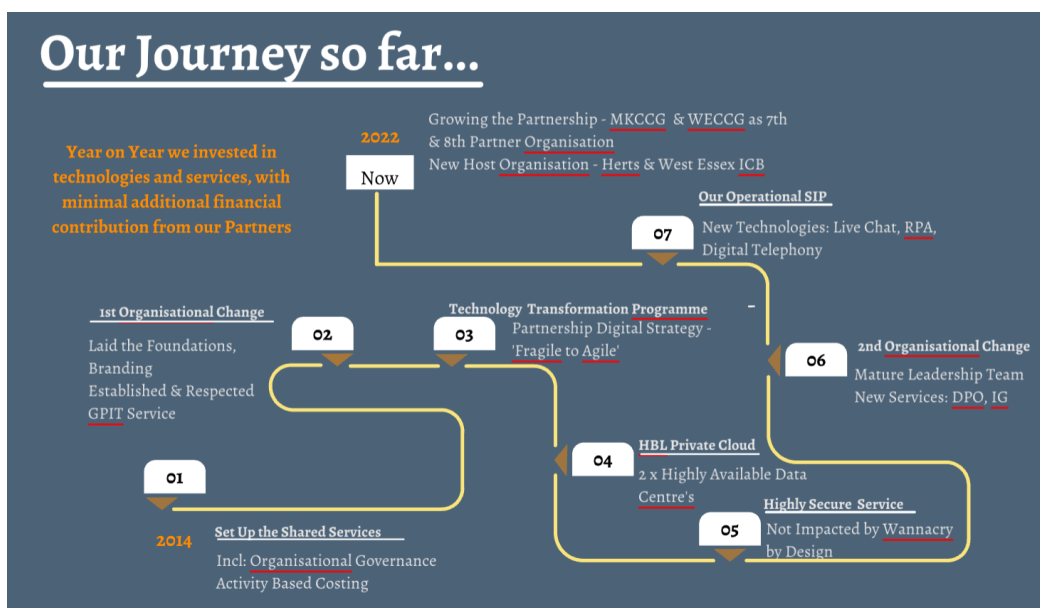 Our Journey so far...
Year on Year we invested in
technologies and services, with
minimal additional financial
contribution from our Partners
2022
Now
Growing the Partnership - MKCCG & WECCG as 7th
& 8th Partner Organisation
New Host Organisation - Herts & West Essex ICB
Our Operational SIP
07
New Technologies: Live Chat, RPA,
Digital Telephony
1st Organisational Change
02
Laid the Foundations,
Branding
Established & Respected
GPIT Service
Technology Transformation Programme -
03
Partnership Digital Strategy -
'Fragile to Agile'
06
2nd Organisational Change
Mature Leadership Team
New Services: DPO, IG
04
HBL Private Cloud
2 x Highly Available Data
Centre's
01
2014
Set Up the Shared Services
Incl: Organisational Governance
Activity Based Costing
05
Highly Secure Service
Not Impacted by Wannacry
by Design